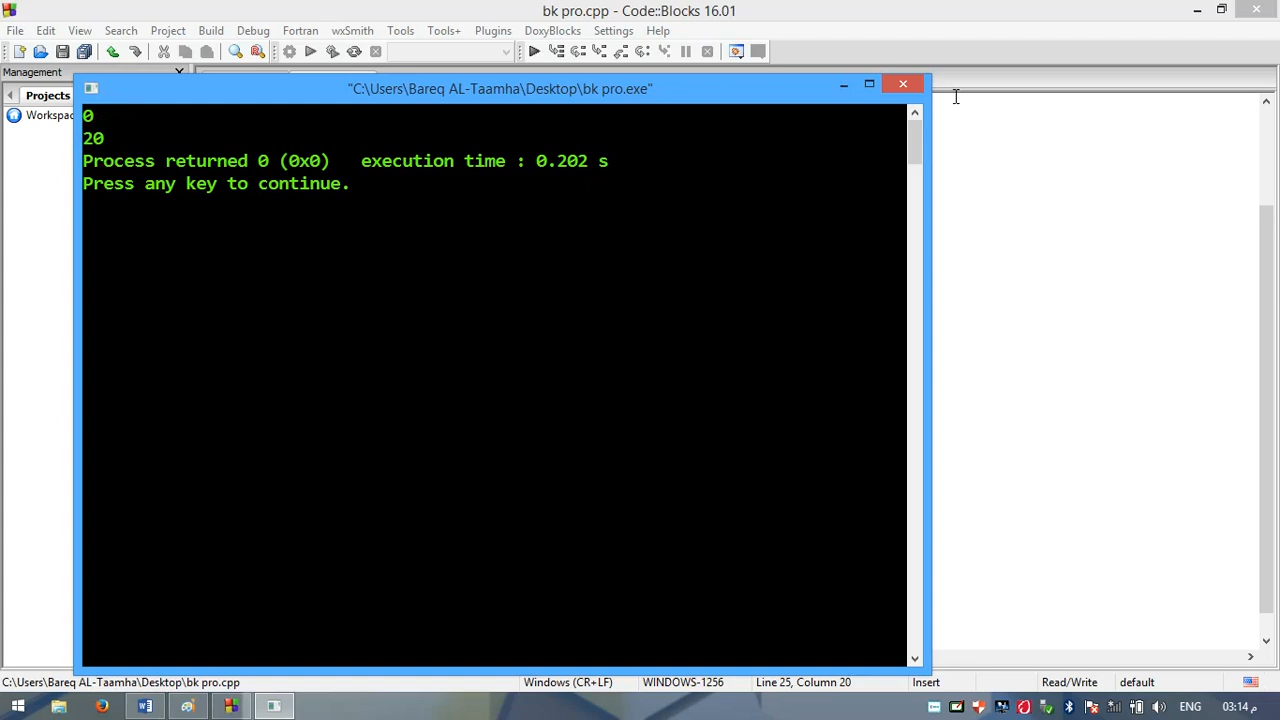 bk pro.cpp - Code::Blocks 16.01
File Edit View Search Project Build Debug Fortran wxSmith Tools Tools+ Plugins DoxyBlocks Settings Help
Management
Projects
"C:\Users\Bareq AL-Taamha\Desktop\bk pro.exe"
0
20
Process returned 0 (0x0)   execution time : 0.202 s
Press any key to continue.
C:\Users\Bareq AL-Taamha\Desktop\bk pro.cpp Windows (CR+LF) WINDOWS-1256 Line 25, Column 20 Insert Read/Write default
ENG 03:14 م